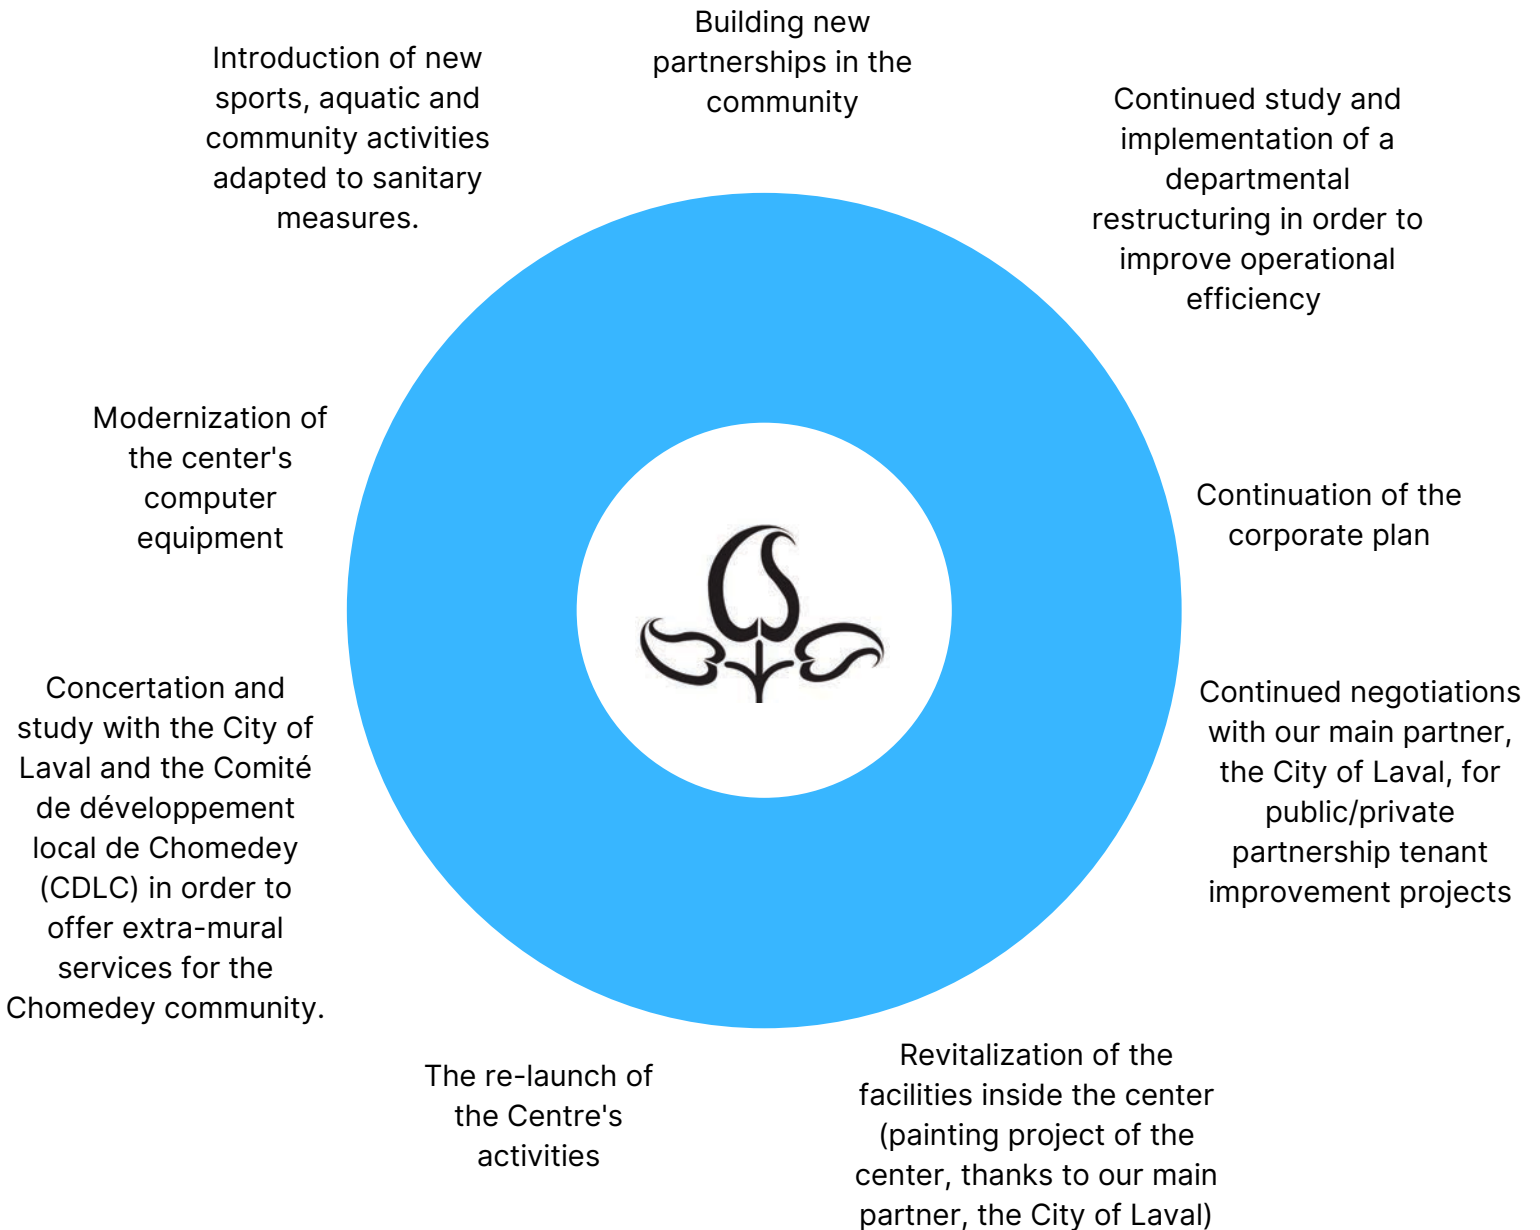 Building new
partnerships in the
community
Introduction of new
sports, aquatic and
community activities
adapted to sanitary
measures.
Continued study and
implementation of a
departmental
restructuring in order to
improve operational
efficiency
Modernization of
the center's
computer
equipment
Continuation of the
corporate plan
Concertation and
study with the City of
Laval and the Comité
de développement
local de Chomedey
(CDLC) in order to
offer extra-mural
services for the
Chomedey community.
Continued negotiations
with our main partner,
the City of Laval, for
public/private
partnership tenant
improvement projects
The re-launch of
the Centre's
activities
Revitalization of the
facilities inside the center
(painting project of the
center, thanks to our main
partner, the City of Laval)